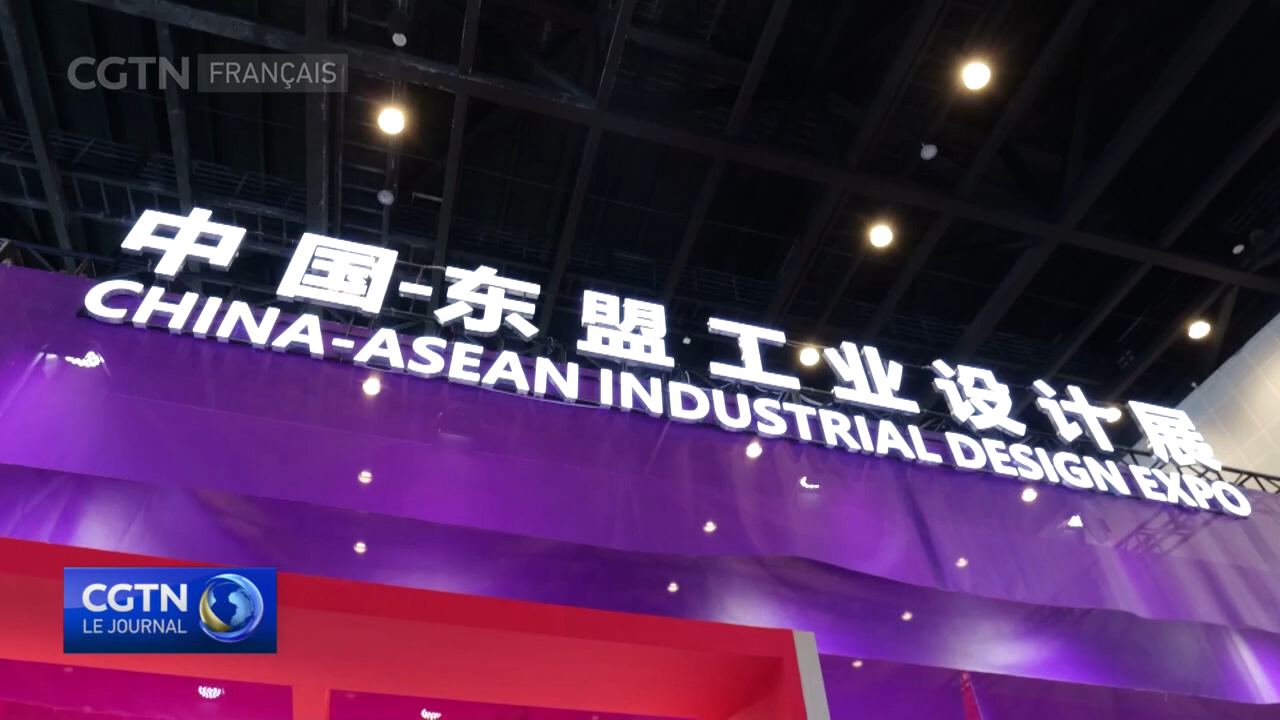 CGTN FRANÇAIS
中国-东盟工业设计展
CHINA-ASEAN INDUSTRIAL DESIGN EXPO
CGTN
LE JOURNAL